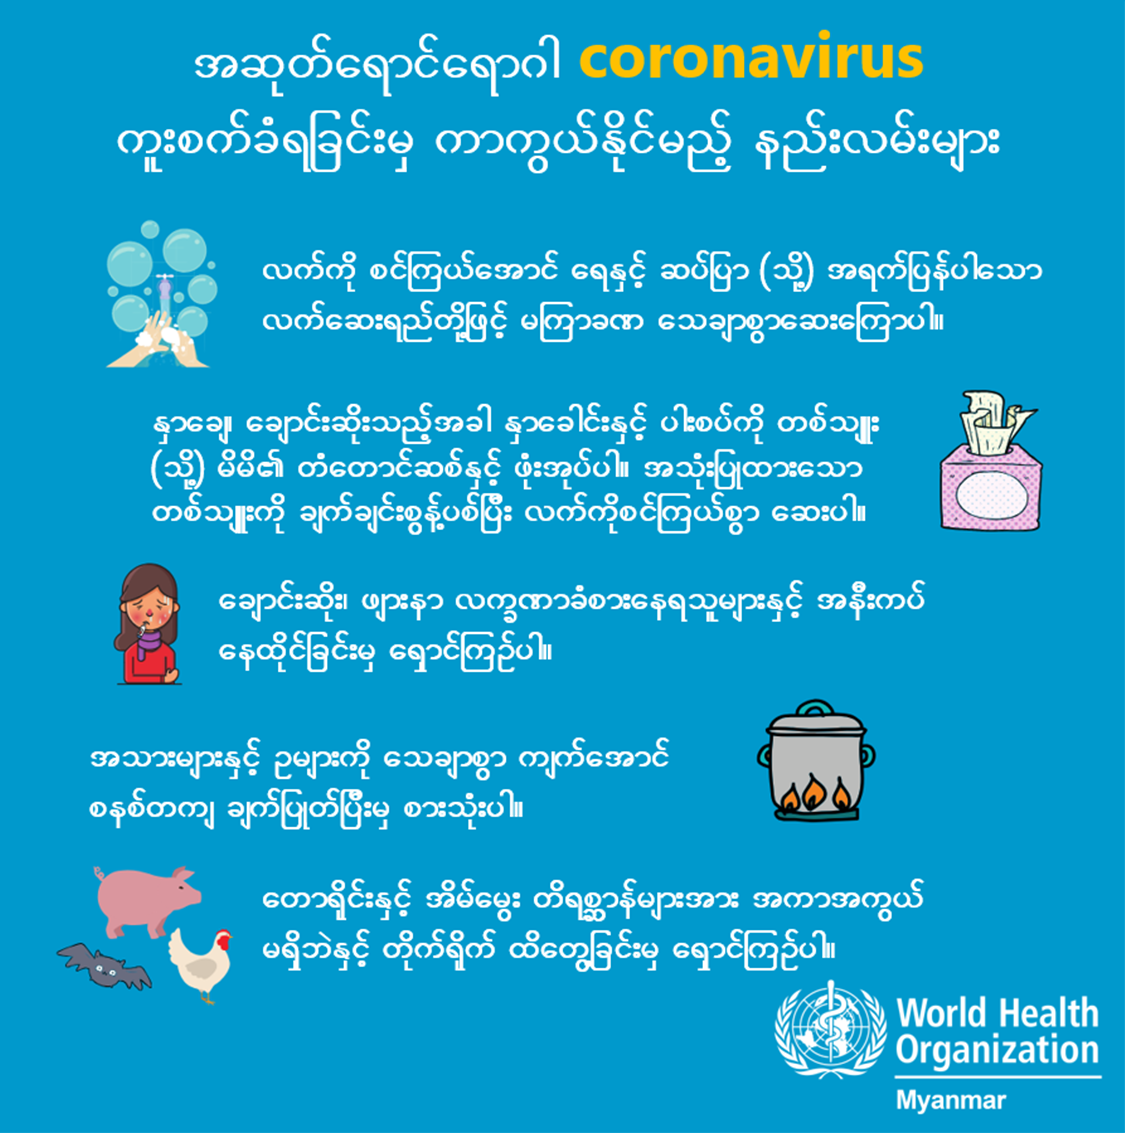 အဆုတ်ရောင်ရောဂါ coronavirus
ကူးစက်ခံရခြင်းမှ ကာကွယ်နိုင်မည့် နည်းလမ်းများ
လက်ကို စင်ကြယ်အောင် ရေနှင့် ဆပ်ပြာ (သို့) အရက်ပြန်ပါသော
လက်ဆေးရည်တို့ဖြင့် မကြာခဏ သေချာစွာဆေးကြောပါ။
နှာချေ၊ ချောင်းဆိုးသည့်အခါ နှာခေါင်းနှင့် ပါးစပ်ကို တစ်သျှူး
(သို့) မိမိ၏ တံတောင်ဆစ်နှင့် ဖုံးအုပ်ပါ။ အသုံးပြုထားသော
တစ်သျှူးကို ချက်ချင်းစွန့်ပစ်ပြီး လက်ကိုစင်ကြယ်စွာ ဆေးပါ။
ချောင်းဆိုး၊ ဖျားနာ လက္ခဏာခံစားနေရသူများနှင့် အနီးကပ်
နေထိုင်ခြင်းမှ ရှောင်ကြဉ်ပါ။
အသားများနှင့် ဥများကို သေချာစွာ ကျက်အောင်
စနစ်တကျ ချက်ပြုတ်ပြီးမှ စားသုံးပါ။
တောရိုင်းနှင့် အိမ်မွေး တိရစ္ဆာန်များအား အကာအကွယ်
မရှိဘဲနှင့် တိုက်ရိုက် ထိတွေ့ခြင်းမှ ရှောင်ကြဉ်ပါ။
World Health
Organization
Myanmar